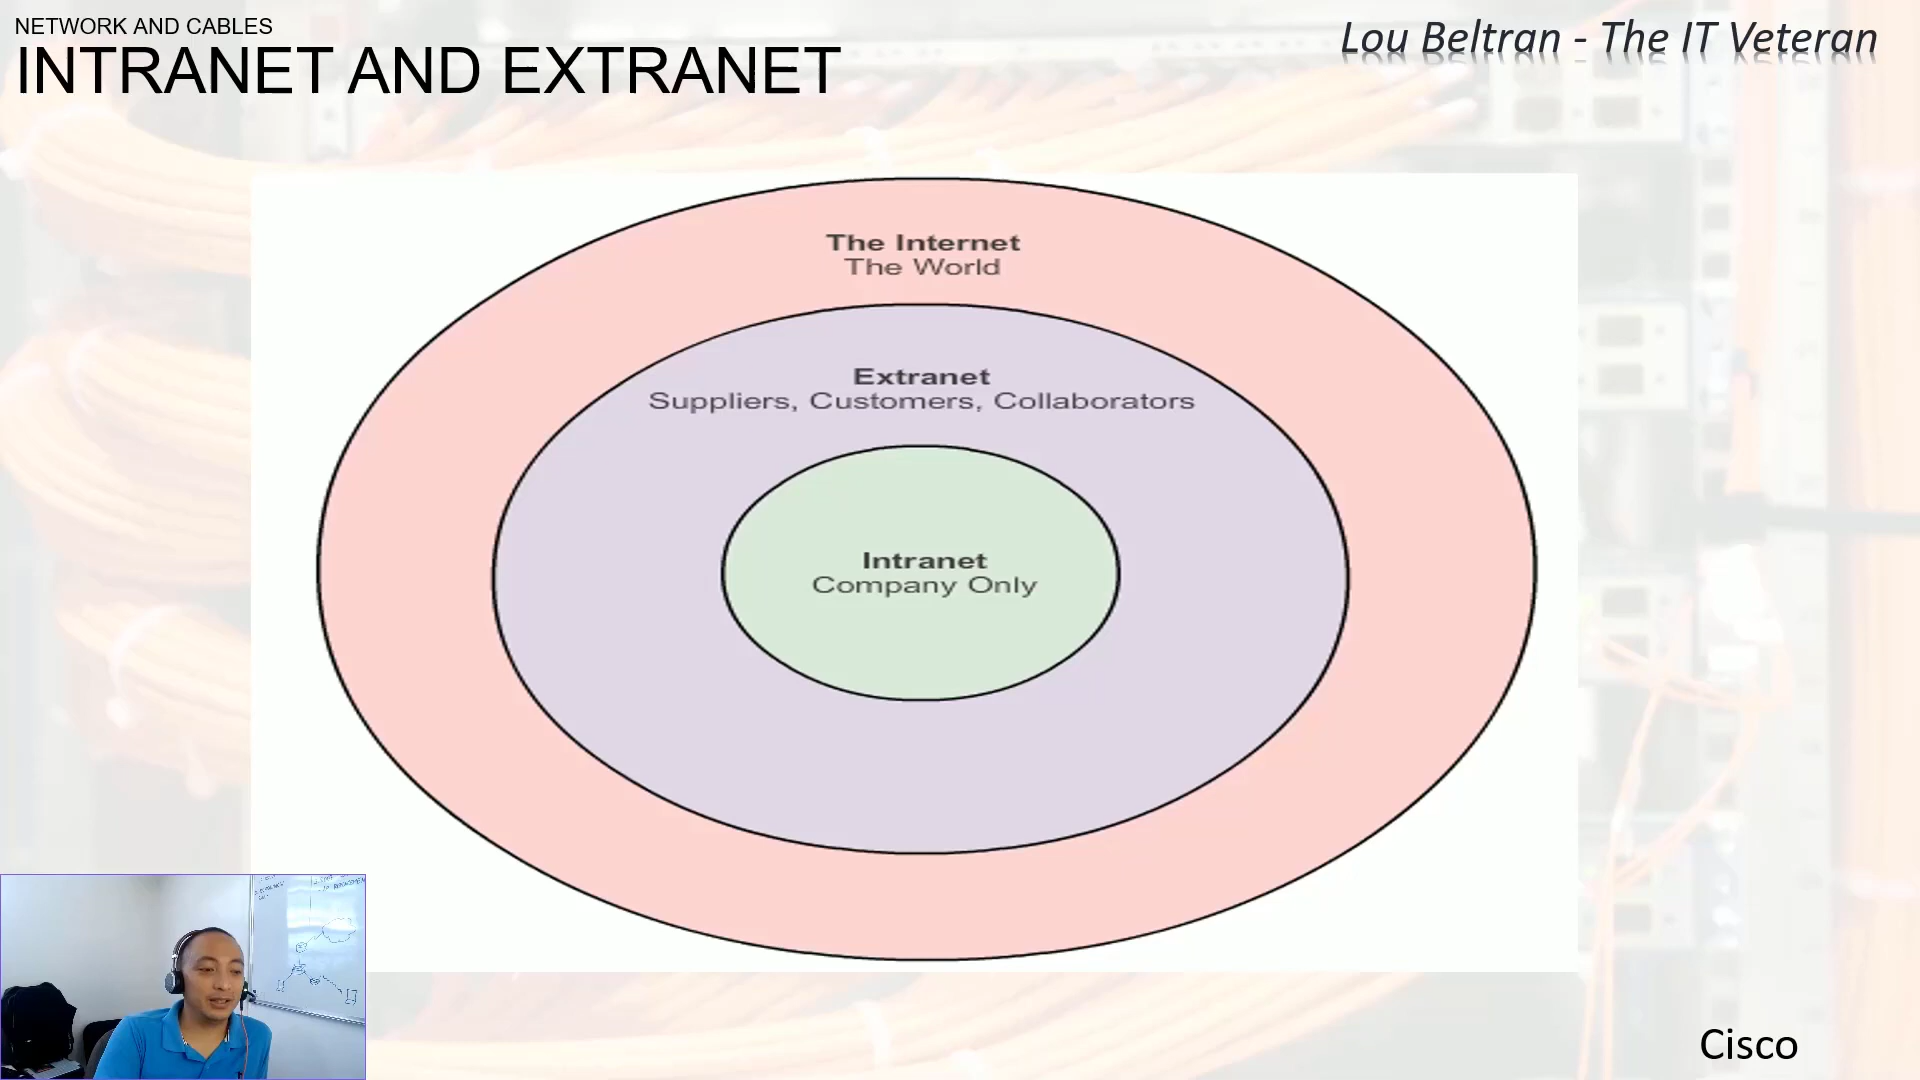 NETWORK AND CABLES
INTRANET AND EXTRANET
Lou Beltran - The IT Veteran
The Internet
The World
Extranet
Suppliers, Customers, Collaborators
Intranet
Company Only
Cisco